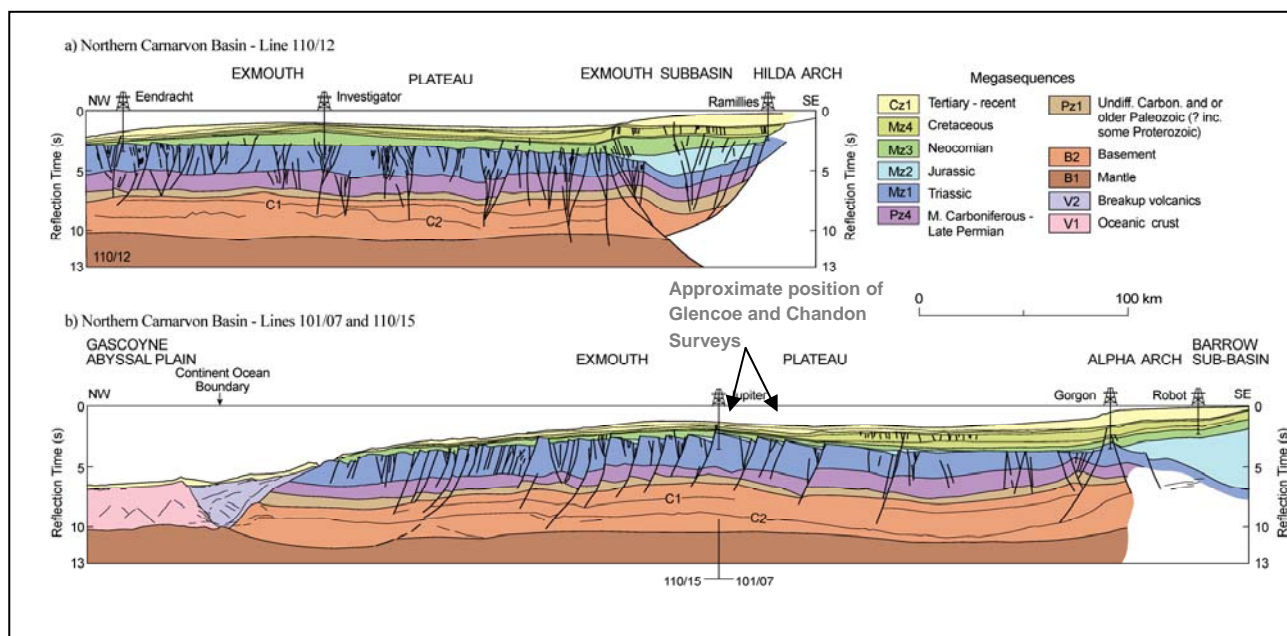 a) Northern Carnarvon Basin - Line 110/12
EXMOUTH PLATEAU EXMOUTH SUBBASIN HILDA ARCH
NW Eendracht Investigator Ramillies SE
0
5
10
13
Reflection Time (s)
C1
C2
110/12
0
5
10
13
Reflection Time (s)
Megasequences
Cz1 Tertiary - recent
Mz4 Cretaceous
Mz3 Neocomian
Mz2 Jurassic
Mz1 Triassic
Pz4 M. Carboniferous -
Late Permian
Pz1 Undiff. Carbon. and or
older Paleozoic (? inc.
some Proterozoic)
B2 Basement
B1 Mantle
V2 Breakup volcanics
V1 Oceanic crust
0 100 km
Approximate position of
Glencoe and Chandon
Surveys
b) Northern Carnarvon Basin - Lines 101/07 and 110/15
GASCOYNE
ABYSSAL PLAIN
Continent Ocean
Boundary
EXMOUTH PLATEAU ALPHA ARCH
BARROW
SUB-BASIN
NW Jupiter Gorgon Robot SE
0
5
10
13
Reflection Time (s)
C1
C2
0
5
10
13
Reflection Time (s)
110/15 101/07